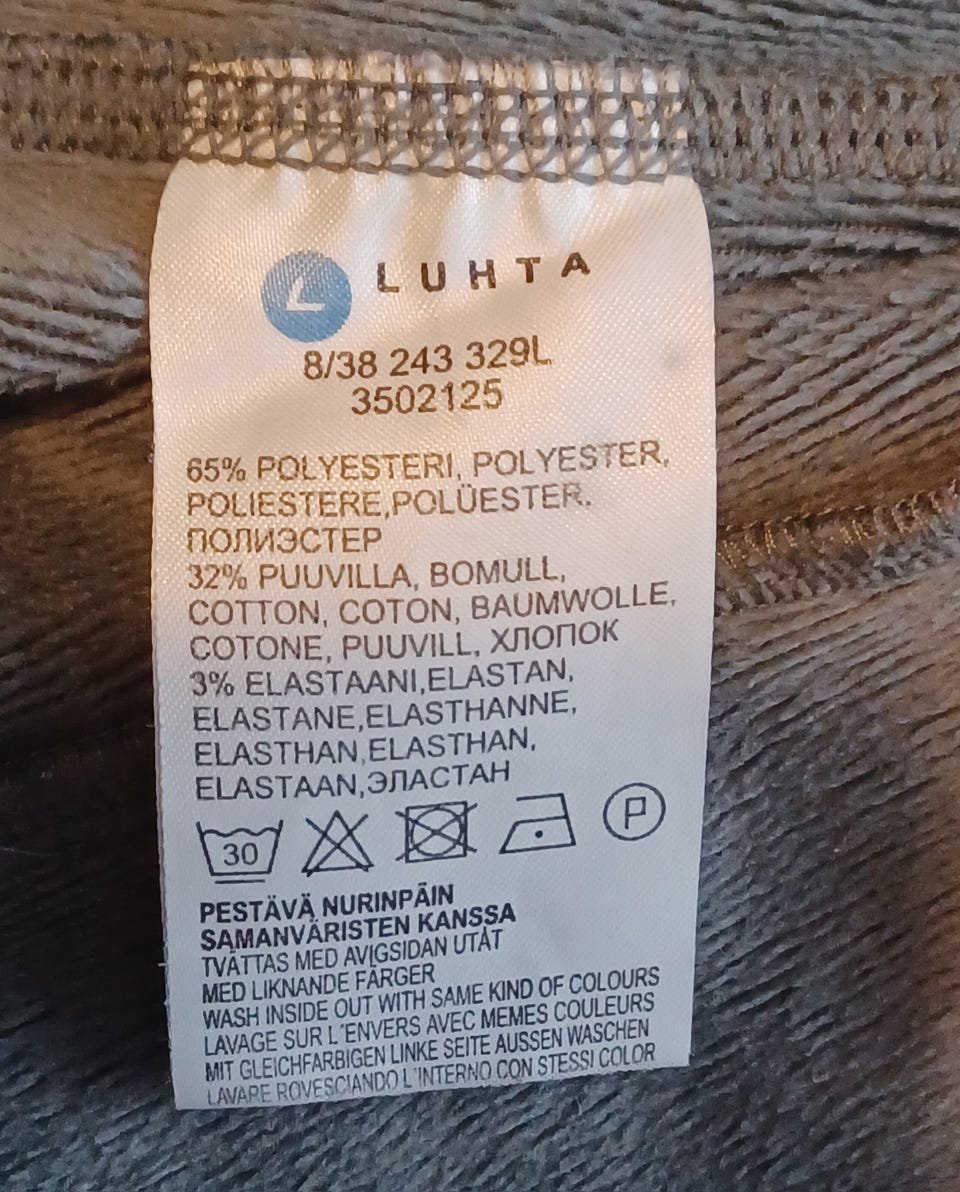 L LUHTA
8/38 243 329L
3502125
65% POLYESTERI, POLYESTER,
POLIESTERE,POLÜESTER.
ПОЛИЭСТЕР
32% PUUVILLA, BOMULL,
COTTON, COTON, BAUMWOLLE,
COTONE, PUUVILL, ХЛОПОК
3% ELASTAANI,ELASTAN,
ELASTANE,ELASTHANNE,
ELASTHAN,ELASTHAN,
ELASTAAN,ЭЛАСТАН
30 P
PESTÄVÄ NURINPÄIN
SAMANVÄRISTEN KANSSA
TVÄTTAS MED AVIGSIDAN UTÅT
MED LIKNANDE FÄRGER
WASH INSIDE OUT WITH SAME KIND OF COLOURS
LAVAGE SUR L´ENVERS AVEC MEMES COULEURS
MIT GLEICHFARBIGEN LINKE SEITE AUSSEN WASCHEN
LAVARE ROVESCIANDO L´INTERNO CON STESSI COLOR